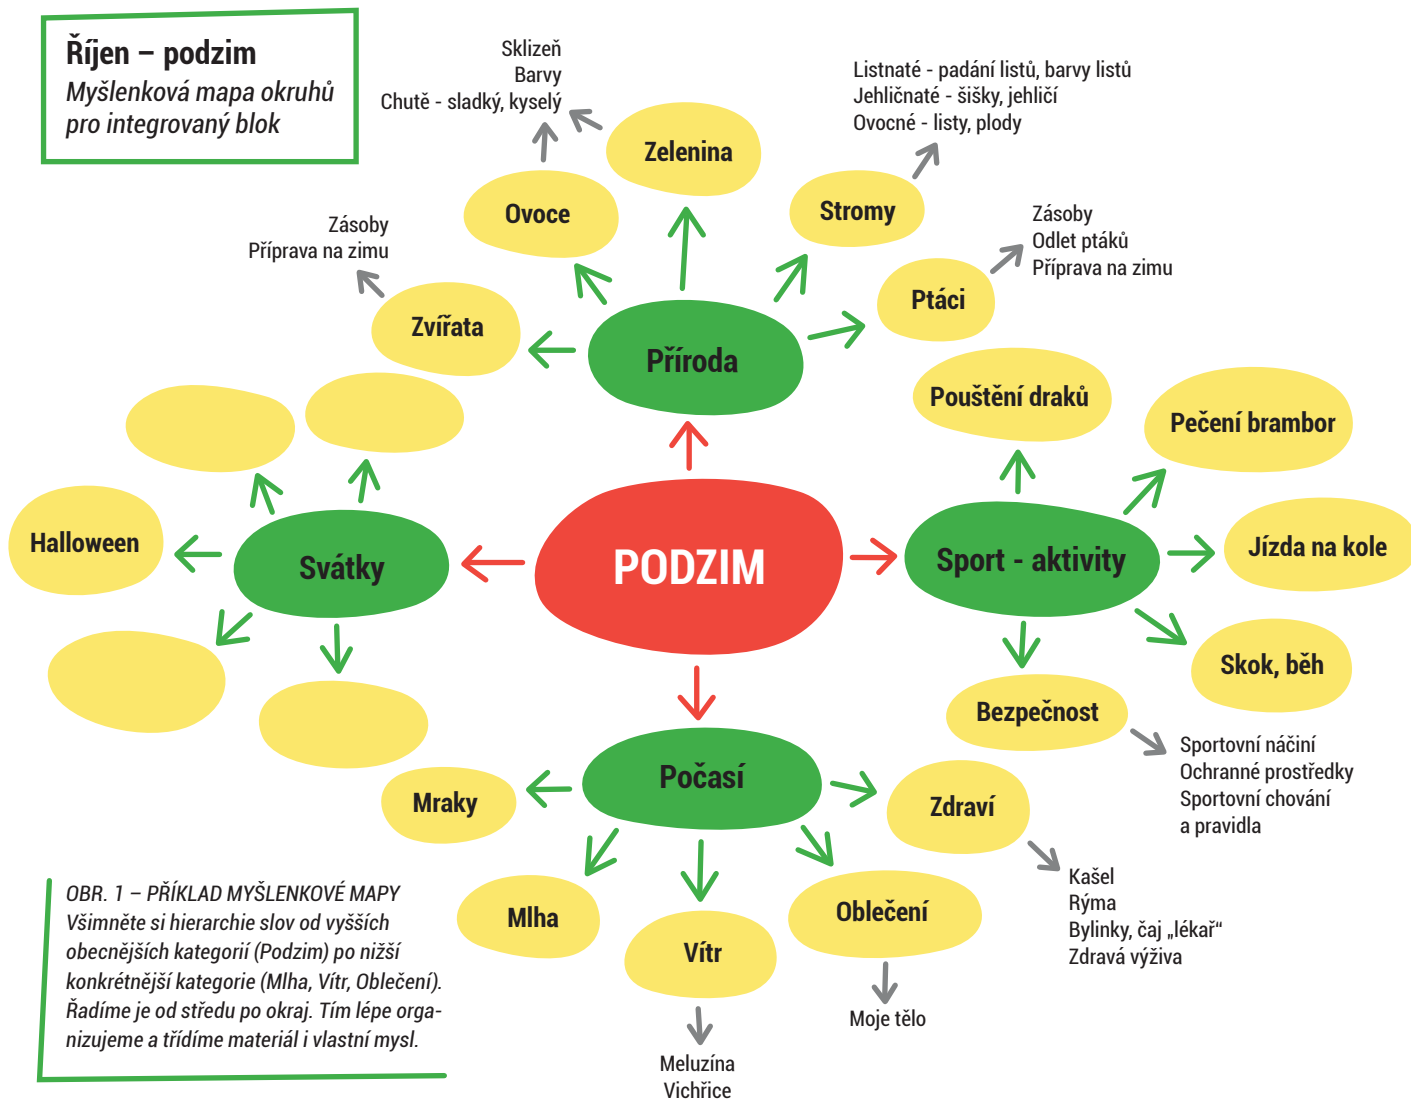 Říjen – podzim
Myšlenková mapa okruhů
pro integrovaný blok
Sklizeň
Barvy
Chutě - sladký, kyselý
Listnaté - padání listů, barvy listů
Jehličnaté - šišky, jehličí
Ovocné - listy, plody
Zelenina
Ovoce
Stromy
Zásoby
Příprava na zimu
Zásoby
Odlet ptáků
Příprava na zimu
Zvířata
Ptáci
Příroda
Pouštění draků
Pečení brambor
Halloween
Svátky
PODZIM
Sport - aktivity
Jízda na kole
Skok, běh
Bezpečnost
Sportovní náčiní
Ochranné prostředky
Sportovní chování
a pravidla
Počasí
Mraky
Zdraví
Mlha
Vítr
Oblečení
Kašel
Rýma
Bylinky, čaj „lékař“
Zdravá výživa
Moje tělo
Meluzína
Vichřice
OBR. 1 – PŘÍKLAD MYŠLENKOVÉ MAPY
Všimněte si hierarchie slov od vyšších
obecnějších kategorií (Podzim) po nižší
konkrétnější kategorie (Mlha, Vítr, Oblečení).
Řadíme je od středu po okraj. Tím lépe orga-
nizujeme a třídíme materiál i vlastní mysl.